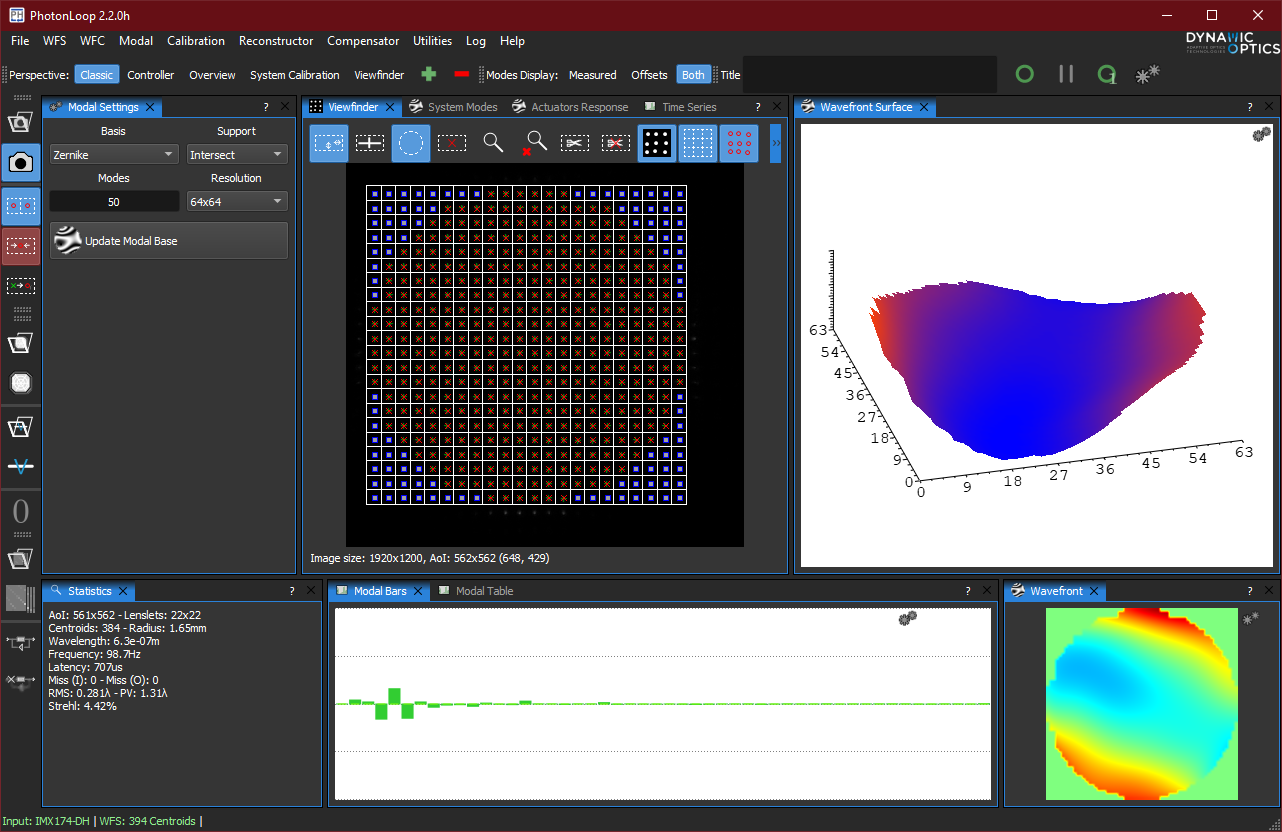 PhotonLoop 2.2.0h
File WFS WFC Modal Calibration Reconstructor Compensator Utilities Log Help
DYNAMIC OPTICS
ADAPTIVE OPTICS TECHNOLOGIES
Perspective: Classic Controller Overview System Calibration Viewfinder Modes Display: Measured Offsets Both Title
1
Modal Settings ?
Basis Support
Zernike Intersect
Modes Resolution
50 64x64
Update Modal Base
0
Viewfinder System Modes Actuators Response Time Series ?
Image size: 1920x1200, AoI: 562x562 (648, 429)
Wavefront Surface ?
63
54
45
36
27
18
9
0
0 9 18 27 36 45 54 63
Statistics ?
AoI: 561x562 - Lenslets: 22x22
Centroids: 384 - Radius: 1.65mm
Wavelength: 6.3e-07m
Frequency: 98.7Hz
Latency: 707us
Miss (I): 0 - Miss (O): 0
RMS: 0.281λ - PV: 1.31λ
Strehl: 4.42%
Modal Bars Modal Table ?
Wavefront ?
Input: IMX174-DH | WFS: 394 Centroids |